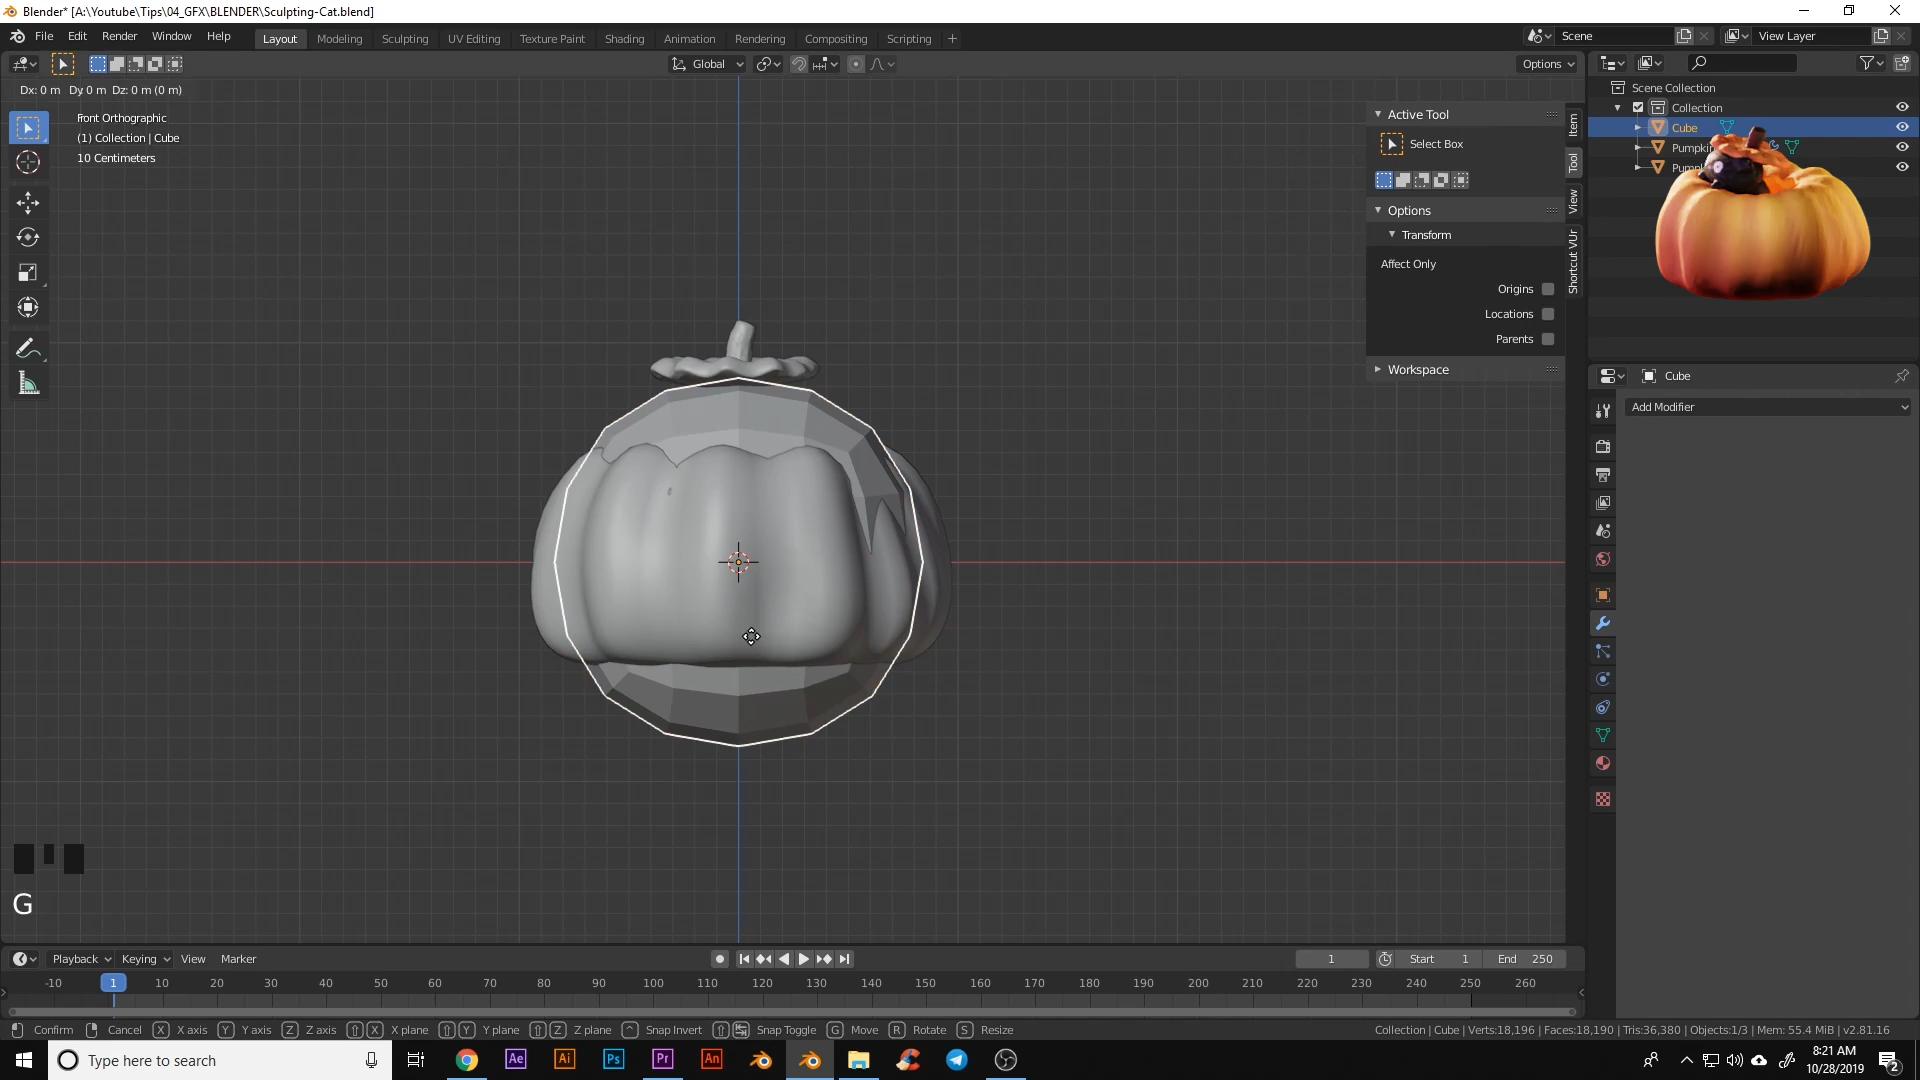 Blender* [A:\Youtube\Tips\04_GFX\BLENDER\Sculpting-Cat.blend]
File Edit Render Window Help
Layout Modeling Sculpting UV Editing Texture Paint Shading Animation Rendering Compositing Scripting +
Scene
View Layer
Global
Options
Dx: 0 m Dy: 0 m Dz: 0 m (0 m)
Front Orthographic
(1) Collection | Cube
10 Centimeters
Active Tool
Select Box
Options
Transform
Affect Only
Origins
Locations
Parents
Workspace
Item
Tool
View
Shortcut VUr
Scene Collection
Collection
Cube
Cube
Add Modifier
G
Playback Keying View Marker
1
Start 1
End 250
-10 1 10 20 30 40 50 60 70 80 90 100 110 120 130 140 150 160 170 180 190 200 210 220 230 240 250 260
Confirm Cancel X X axis Y Y axis Z Z axis X X plane Y Y plane Z Z plane ^ Snap Invert Snap Toggle G Move R Rotate S Resize
Collection | Cube | Verts:18,196 | Faces:18,190 | Tris:36,380 | Objects:1/3 | Mem: 55.4 MiB | v2.81.16
Type here to search
Ae Ai Ps Pr An
8:21 AM
10/28/2019
2